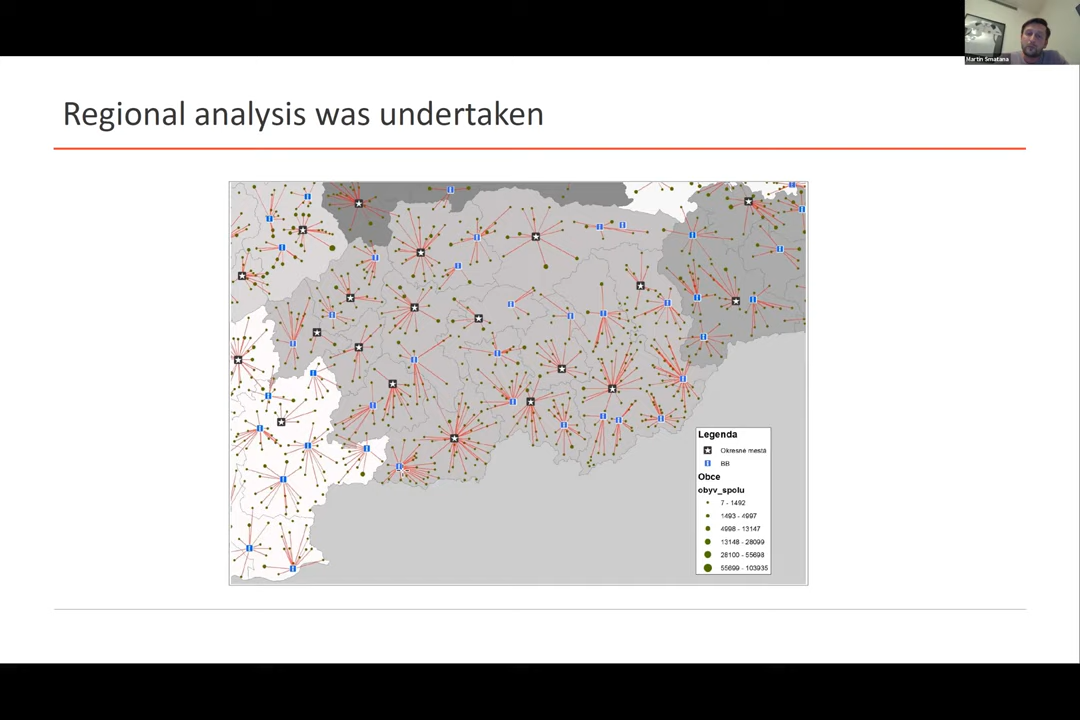 Martin Smatana
Regional analysis was undertaken
Legenda
Okresné mestá
BB
Obce
obyv_spolu
7 - 1492
1493 - 4997
4998 - 13147
13148 - 28099
28100 - 55698
55699 - 103935